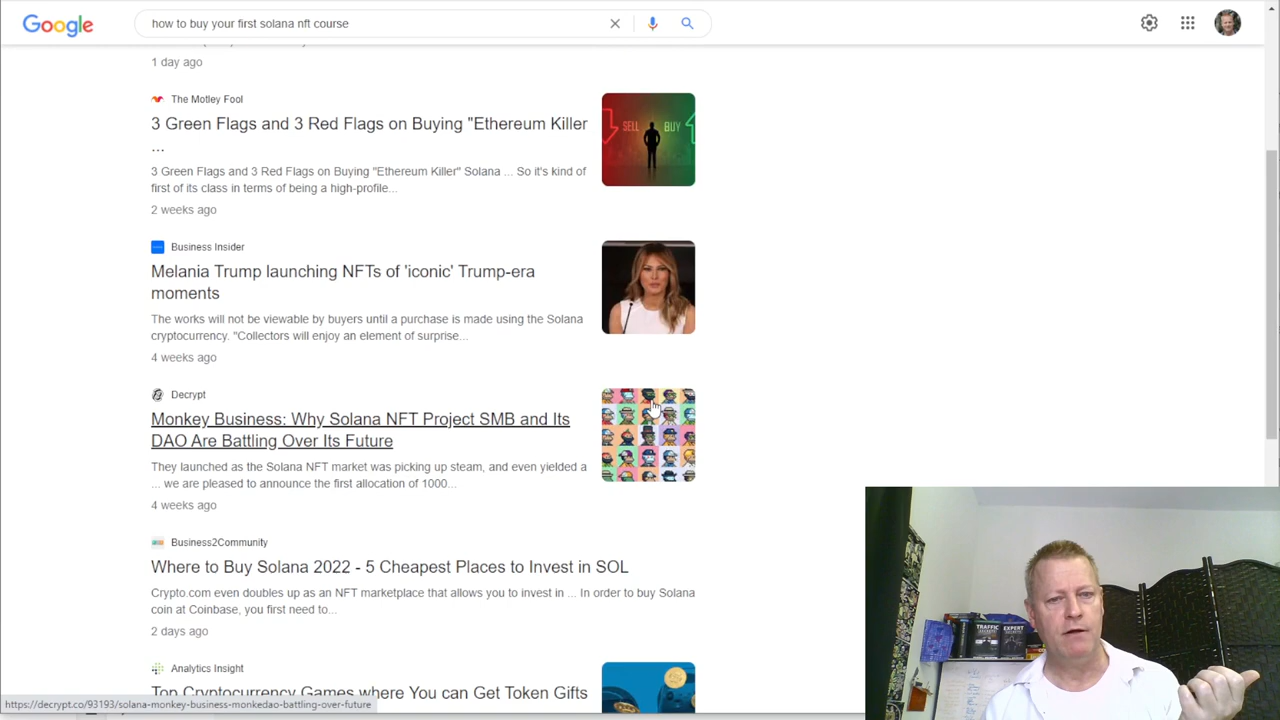 Google
how to buy your first solana nft course
1 day ago
The Motley Fool
3 Green Flags and 3 Red Flags on Buying "Ethereum Killer
...
3 Green Flags and 3 Red Flags on Buying "Ethereum Killer" Solana ... So it's kind of
first of its class in terms of being a high-profile...
2 weeks ago
SELL BUY
Business Insider
Melania Trump launching NFTs of 'iconic' Trump-era
moments
The works will not be viewable by buyers until a purchase is made using the Solana
cryptocurrency. "Collectors will enjoy an element of surprise...
4 weeks ago
Decrypt
Monkey Business: Why Solana NFT Project SMB and Its
DAO Are Battling Over Its Future
They launched as the Solana NFT market was picking up steam, and even yielded a
... we are pleased to announce the first allocation of 1000...
4 weeks ago
Business2Community
Where to Buy Solana 2022 - 5 Cheapest Places to Invest in SOL
Crypto.com even doubles up as an NFT marketplace that allows you to invest in ... In order to buy Solana
coin at Coinbase, you first need to...
2 days ago
Analytics Insight
Top Cryptocurrency Games where You can Get Token Gifts
https://decrypt.co/93193/solana-monkey-business-monkedao-battling-over-future
TRAFFIC
SECRETS
EXPERT
SECRETS